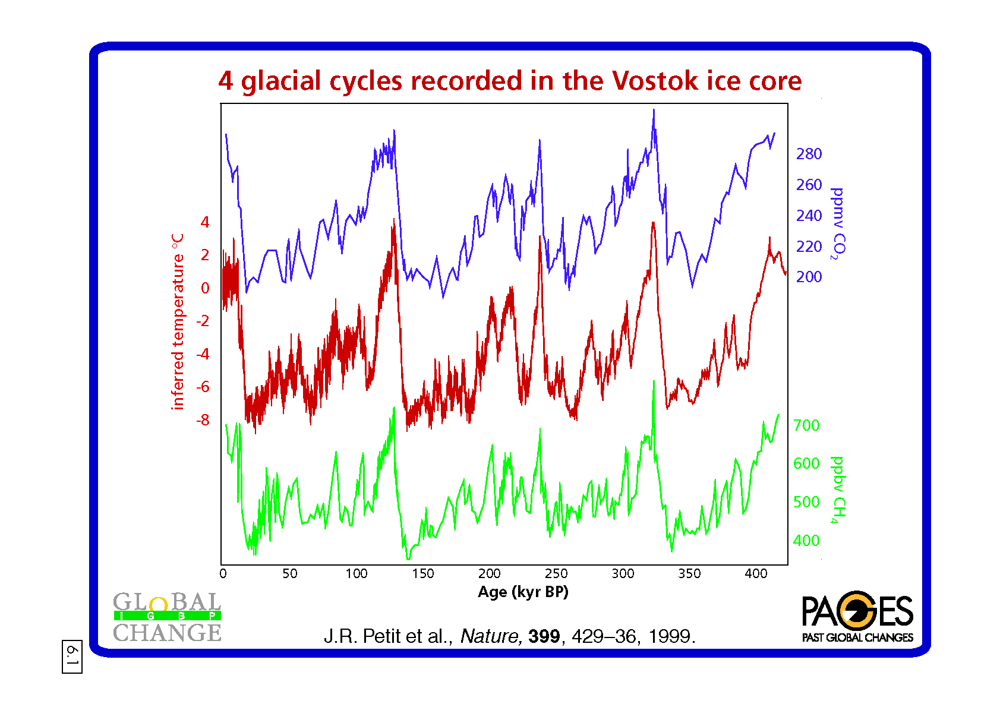 4 glacial cycles recorded in the Vostok ice core
280
260
240
220
200
ppmv CO₂
4
2
0
-2
-4
-6
-8
inferred temperature °C
700
600
500
400
ppbv CH₄
0 50 100 150 200 250 300 350 400
Age (kyr BP)
GLOBAL
I G B P
CHANGE
J.R. Petit et al., Nature, 399, 429–36, 1999.
PAGES
PAST GLOBAL CHANGES
6.1